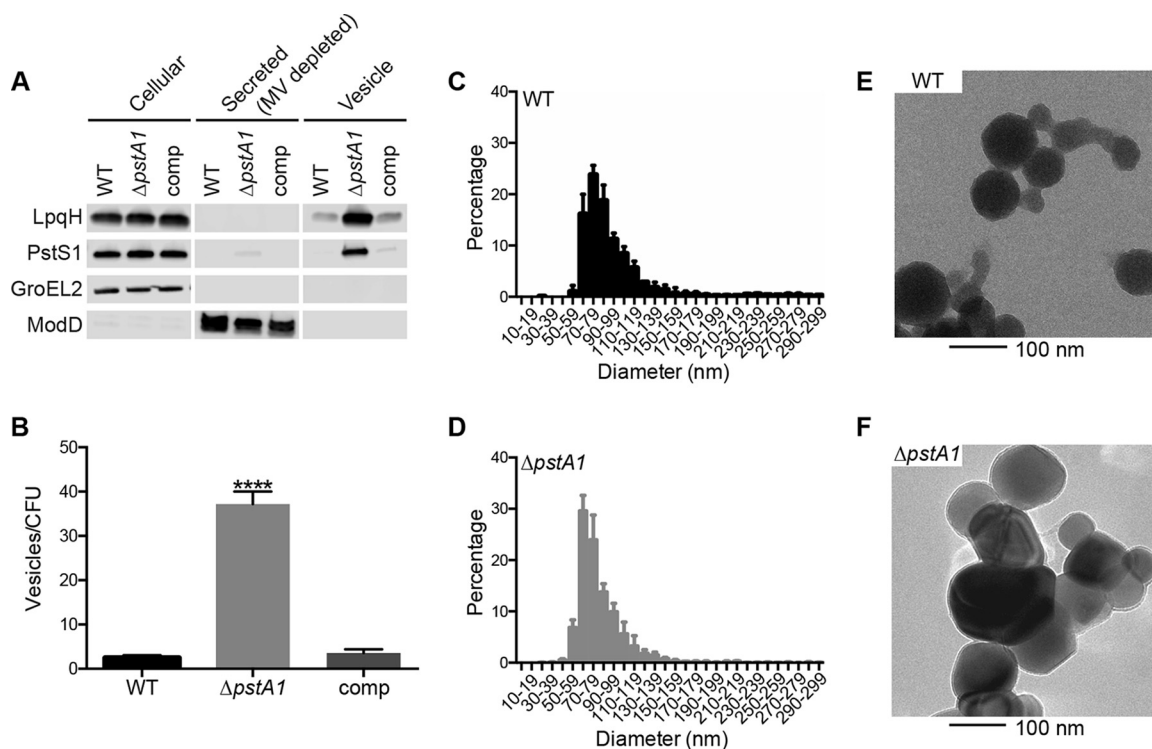 A
Cellular
Secreted
(MV depleted)
Vesicle
WT
ΔpstA1
comp
WT
ΔpstA1
comp
WT
ΔpstA1
comp
LpqH
PstS1
GroEL2
ModD
B
Vesicles/CFU
50
40
30
20
10
0
****
WT
ΔpstA1
comp
C
WT
Percentage
40
30
20
10
0
10-19
30-39
50-59
70-79
90-99
110-119
130-139
150-159
170-179
190-199
210-219
230-239
250-259
270-279
290-299
Diameter (nm)
D
ΔpstA1
Percentage
40
30
20
10
0
10-19
30-39
50-59
70-79
90-99
110-119
130-139
150-159
170-179
190-199
210-219
230-239
250-259
270-279
290-299
Diameter (nm)
E
WT
100 nm
F
ΔpstA1
100 nm